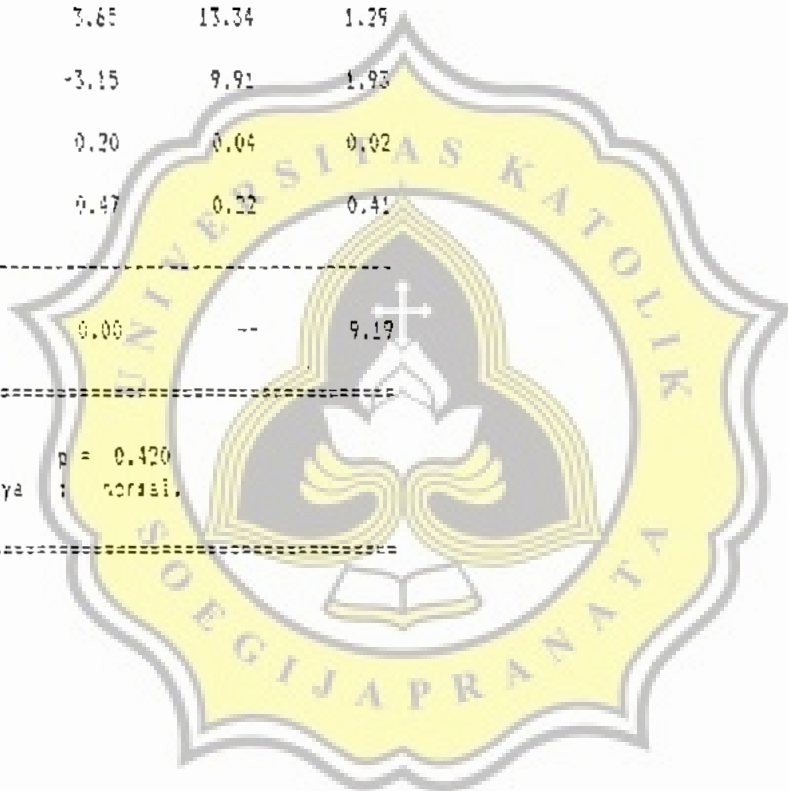 3.65 13.34 1.29
-3.15 9.91 1.93
0.20 0.04 0.02
0.47 0.22 0.41
0.00 -- 9.19
p = 0.420
ya : normal.
UNIVERSITAS KATOLIK
SOEGIJAPRANATA